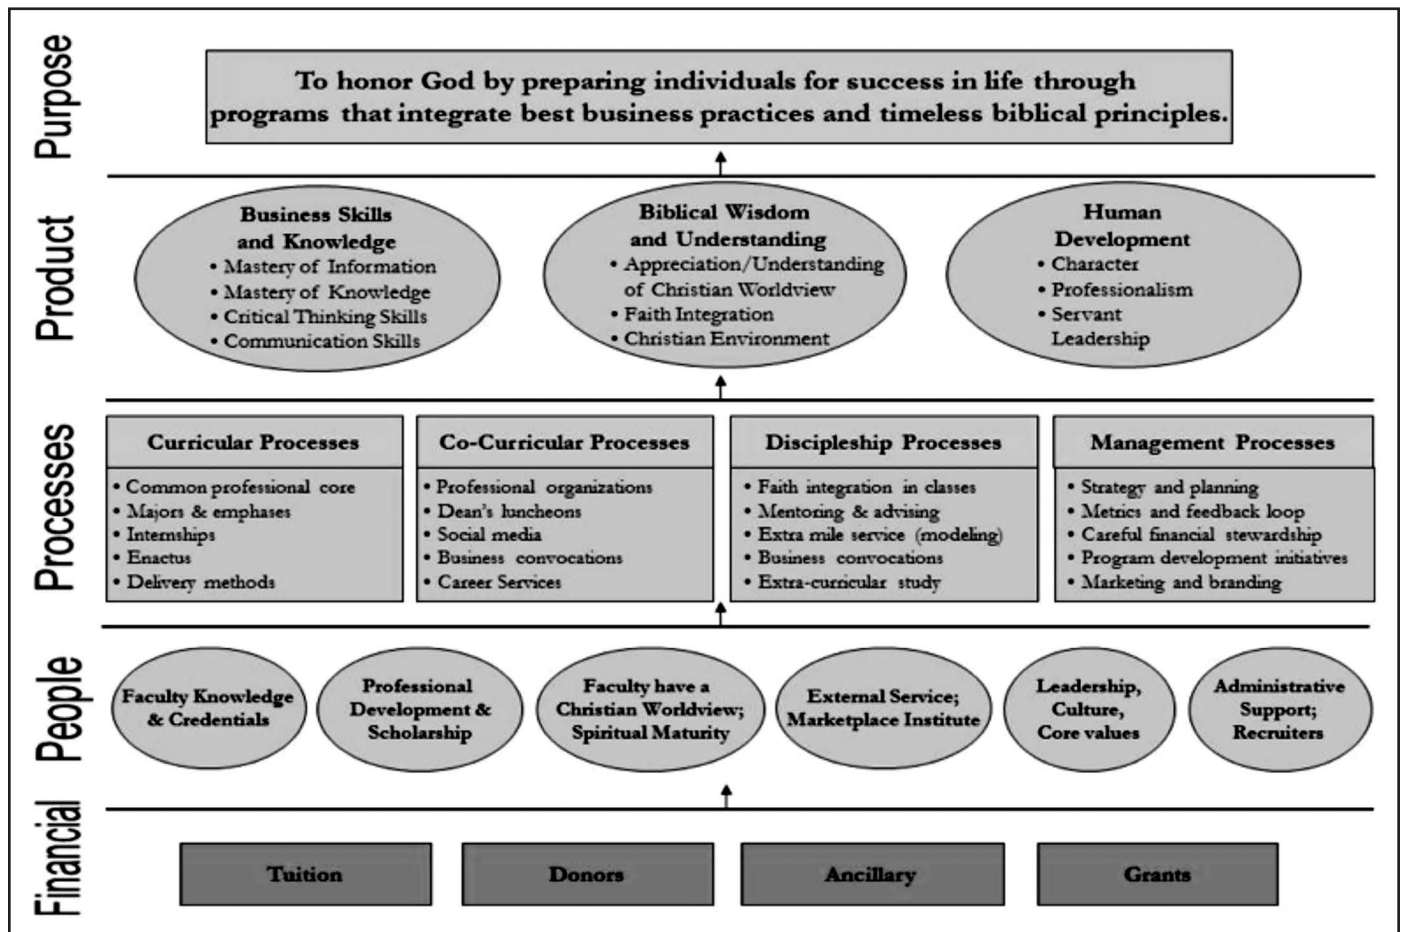 Purpose
To honor God by preparing individuals for success in life through
programs that integrate best business practices and timeless biblical principles.
Product
Business Skills
and Knowledge
• Mastery of Information
• Mastery of Knowledge
• Critical Thinking Skills
• Communication Skills
Biblical Wisdom
and Understanding
• Appreciation/Understanding
of Christian Worldview
• Faith Integration
• Christian Environment
Human
Development
• Character
• Professionalism
• Servant
Leadership
Processes
Curricular Processes
• Common professional core
• Majors & emphases
• Internships
• Enactus
• Delivery methods
Co-Curricular Processes
• Professional organizations
• Dean's luncheons
• Social media
• Business convocations
• Career Services
Discipleship Processes
• Faith integration in classes
• Mentoring & advising
• Extra mile service (modeling)
• Business convocations
• Extra-curricular study
Management Processes
• Strategy and planning
• Metrics and feedback loop
• Careful financial stewardship
• Program development initiatives
• Marketing and branding
People
Faculty Knowledge
& Credentials
Professional
Development &
Scholarship
Faculty have a
Christian Worldview;
Spiritual Maturity
External Service;
Marketplace Institute
Leadership,
Culture,
Core values
Administrative
Support;
Recruiters
Financial
Tuition
Donors
Ancillary
Grants